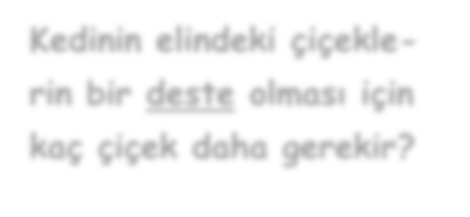 Kedinin elindeki çiçekle-
rin bir deste olması için
kaç çiçek daha gerekir?